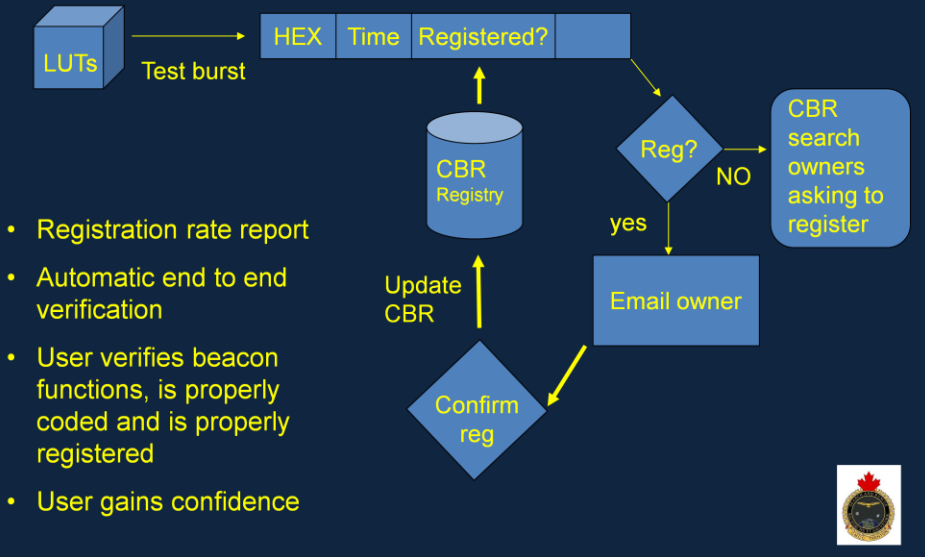 LUTs
Test burst
HEX
Time
Registered?
CBR
Registry
Reg?
NO
CBR
search
owners
asking to
register
yes
Email owner
Confirm
reg
Update
CBR
• Registration rate report
• Automatic end to end
verification
• User verifies beacon
functions, is properly
coded and is properly
registered
• User gains confidence